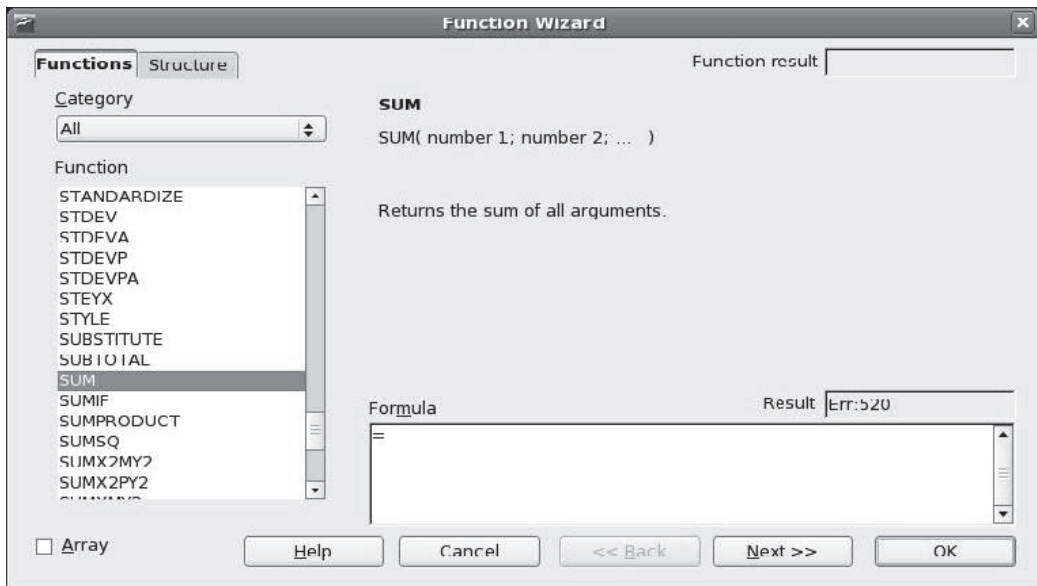 Function Wizard
Functions Structure
Function result
Category
All
SUM
SUM( number 1; number 2; ... )
Returns the sum of all arguments.
Function
STANDARDIZE
STDEV
STDEVA
STDEVP
STDEVPA
STEYX
STYLE
SUBSTITUTE
SUBTOTAL
SUM
SUMIF
SUMPRODUCT
SUMSQ
SUMX2MY2
SUMX2PY2
Formula
Result Err:520
=
Array
Help
Cancel
<< Back
Next >>
OK